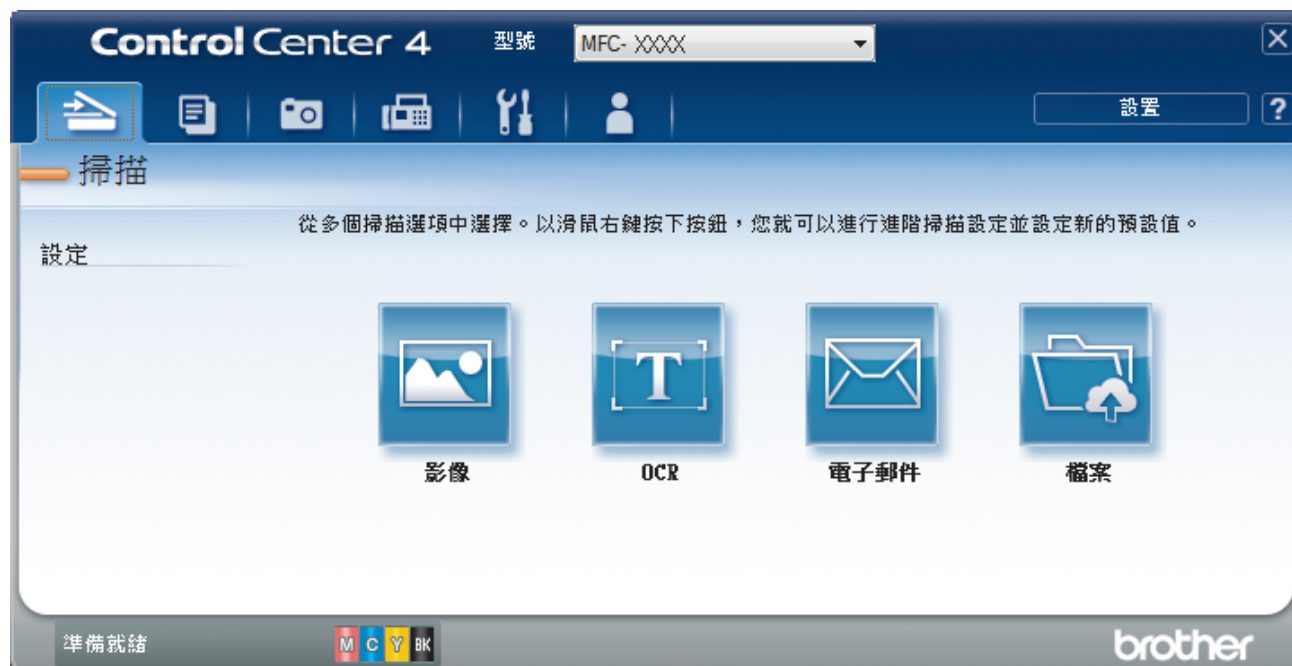 Control Center 4 型號 MFC- XXXX
設置 ?
掃描
從多個掃描選項中選擇。以滑鼠右鍵按下按鈕，您就可以進行進階掃描設定並設定新的預設值。
設定
T
影像 OCR 電子郵件 檔案
準備就緒 M C Y BK brother